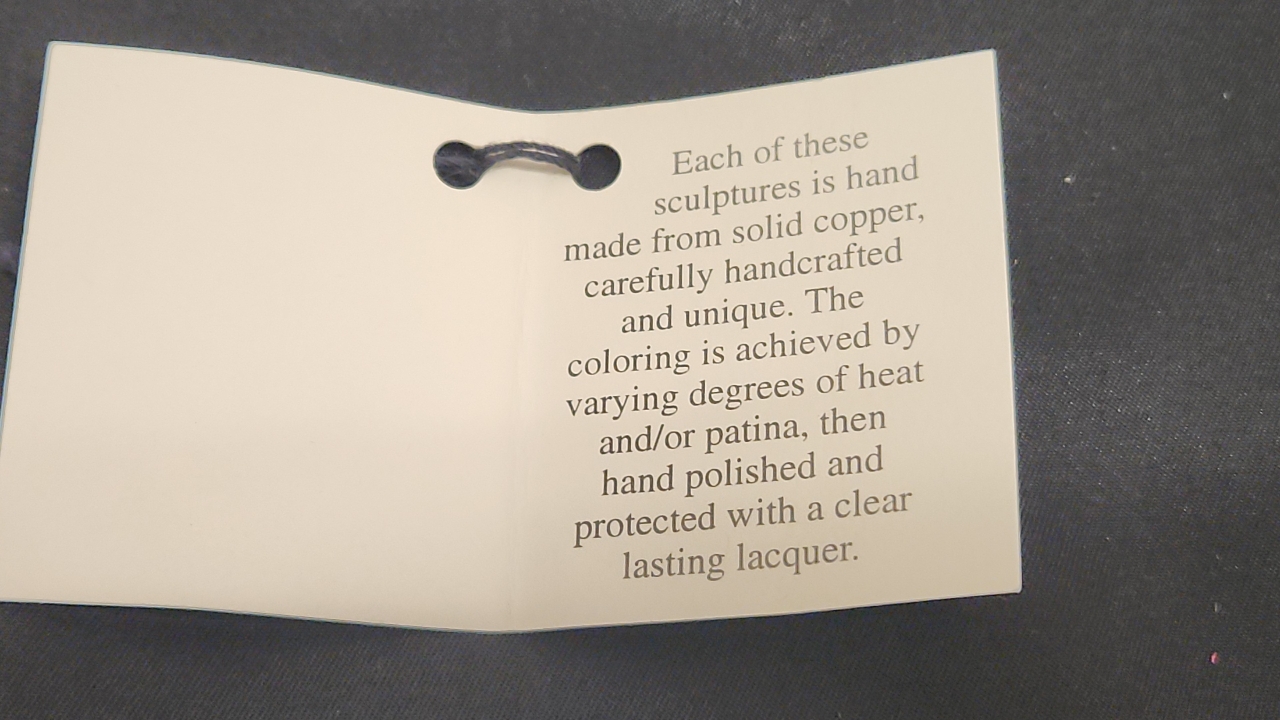 Each of these
sculptures is hand
made from solid copper,
carefully handcrafted
and unique. The
coloring is achieved by
varying degrees of heat
and/or patina, then
hand polished and
protected with a clear
lasting lacquer.